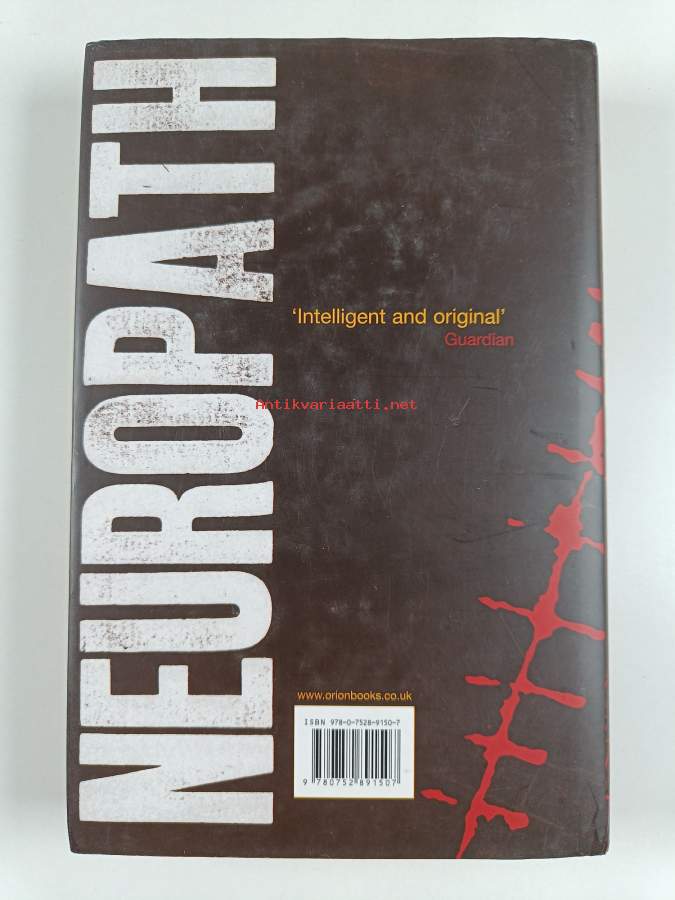 NEUROPATH
'Intelligent and original'
Guardian
Antikvariaatti.net
www.orionbooks.co.uk
ISBN 978-0-7528-9150-7
9 780752 891507